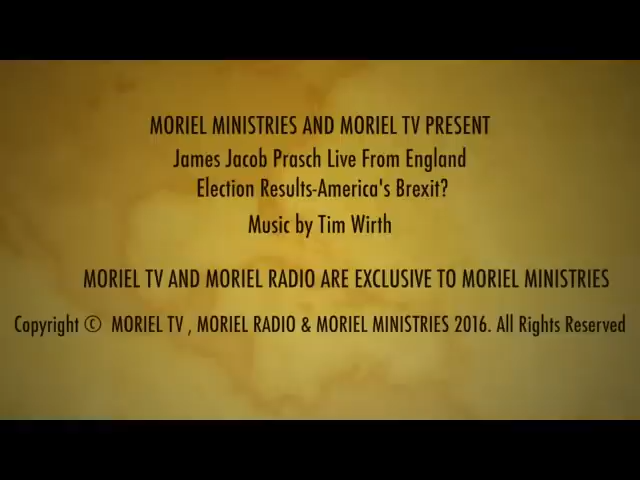 MORIEL MINISTRIES AND MORIEL TV PRESENT
James Jacob Prasch Live From England
Election Results-America's Brexit?
Music by Tim Wirth
MORIEL TV AND MORIEL RADIO ARE EXCLUSIVE TO MORIEL MINISTRIES
Copyright © MORIEL TV , MORIEL RADIO & MORIEL MINISTRIES 2016. All Rights Reserved